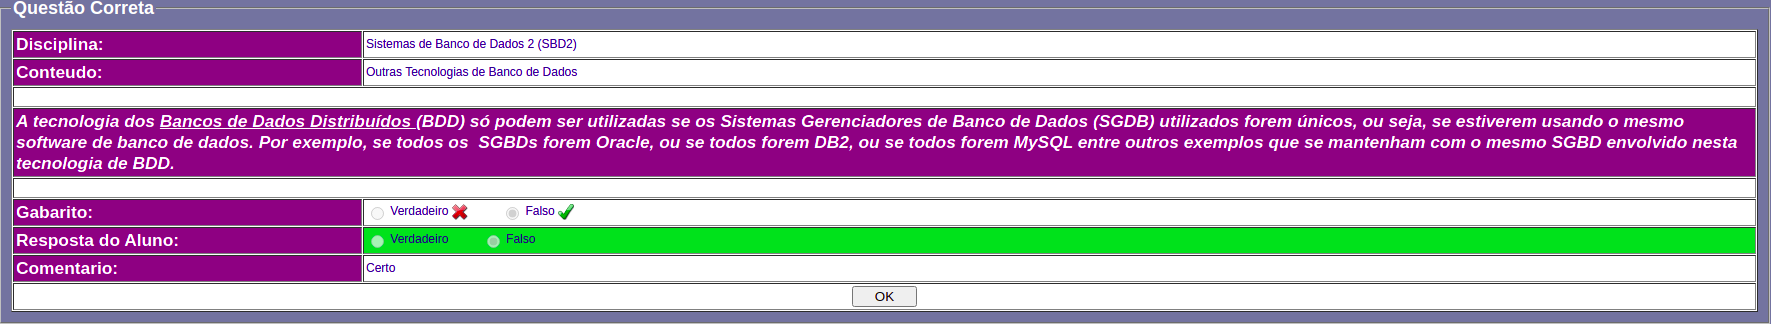 Questão Correta
Disciplina: Sistemas de Banco de Dados 2 (SBD2)
Conteudo: Outras Tecnologias de Banco de Dados
A tecnologia dos Bancos de Dados Distribuídos (BDD) só podem ser utilizadas se os Sistemas Gerenciadores de Banco de Dados (SGDB) utilizados forem únicos, ou seja, se estiverem usando o mesmo
software de banco de dados. Por exemplo, se todos os SGBDs forem Oracle, ou se todos forem DB2, ou se todos forem MySQL entre outros exemplos que se mantenham com o mesmo SGBD envolvido nesta
tecnologia de BDD.
Gabarito: Verdadeiro Falso
Resposta do Aluno: Verdadeiro Falso
Comentario: Certo
OK